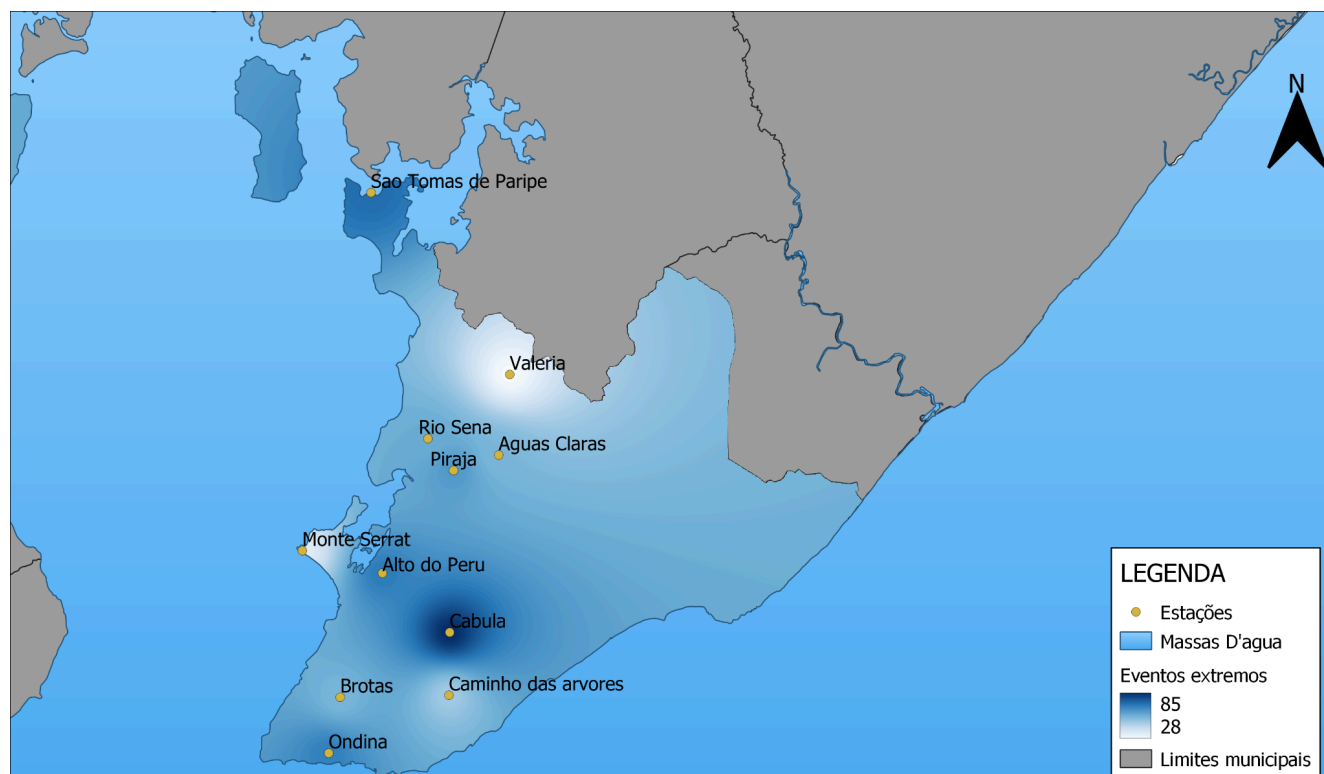 N
Sao Tomas de Paripe
Valeria
Rio Sena
Aguas Claras
Piraja
Monte Serrat
Alto do Peru
Cabula
Brotas
Caminho das arvores
Ondina
LEGENDA
Estações
Massas D'agua
Eventos extremos
85
28
Limites municipais